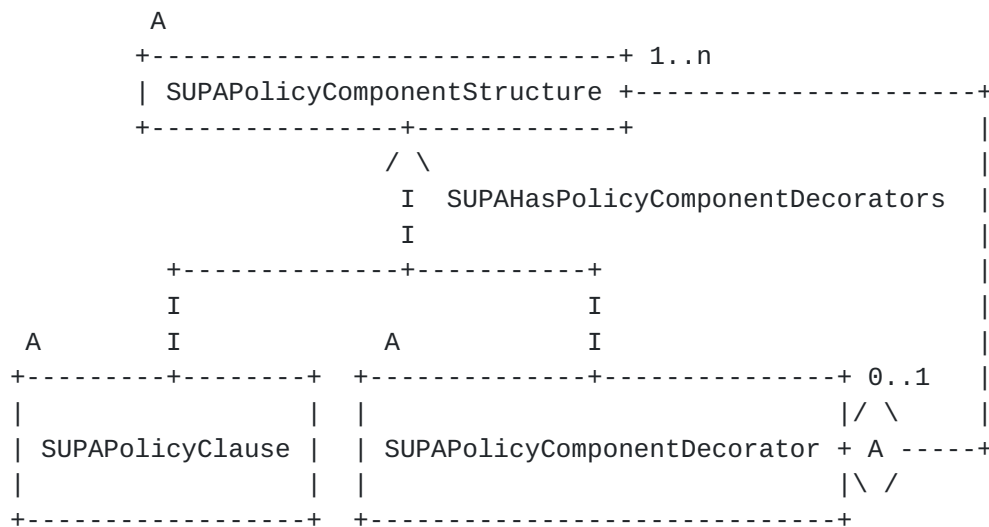 A
1..n
SUPAPolicyComponentStructure
SUPAHasPolicyComponentDecorators
A A
0..1
SUPAPolicyClause SUPAPolicyComponentDecorator A